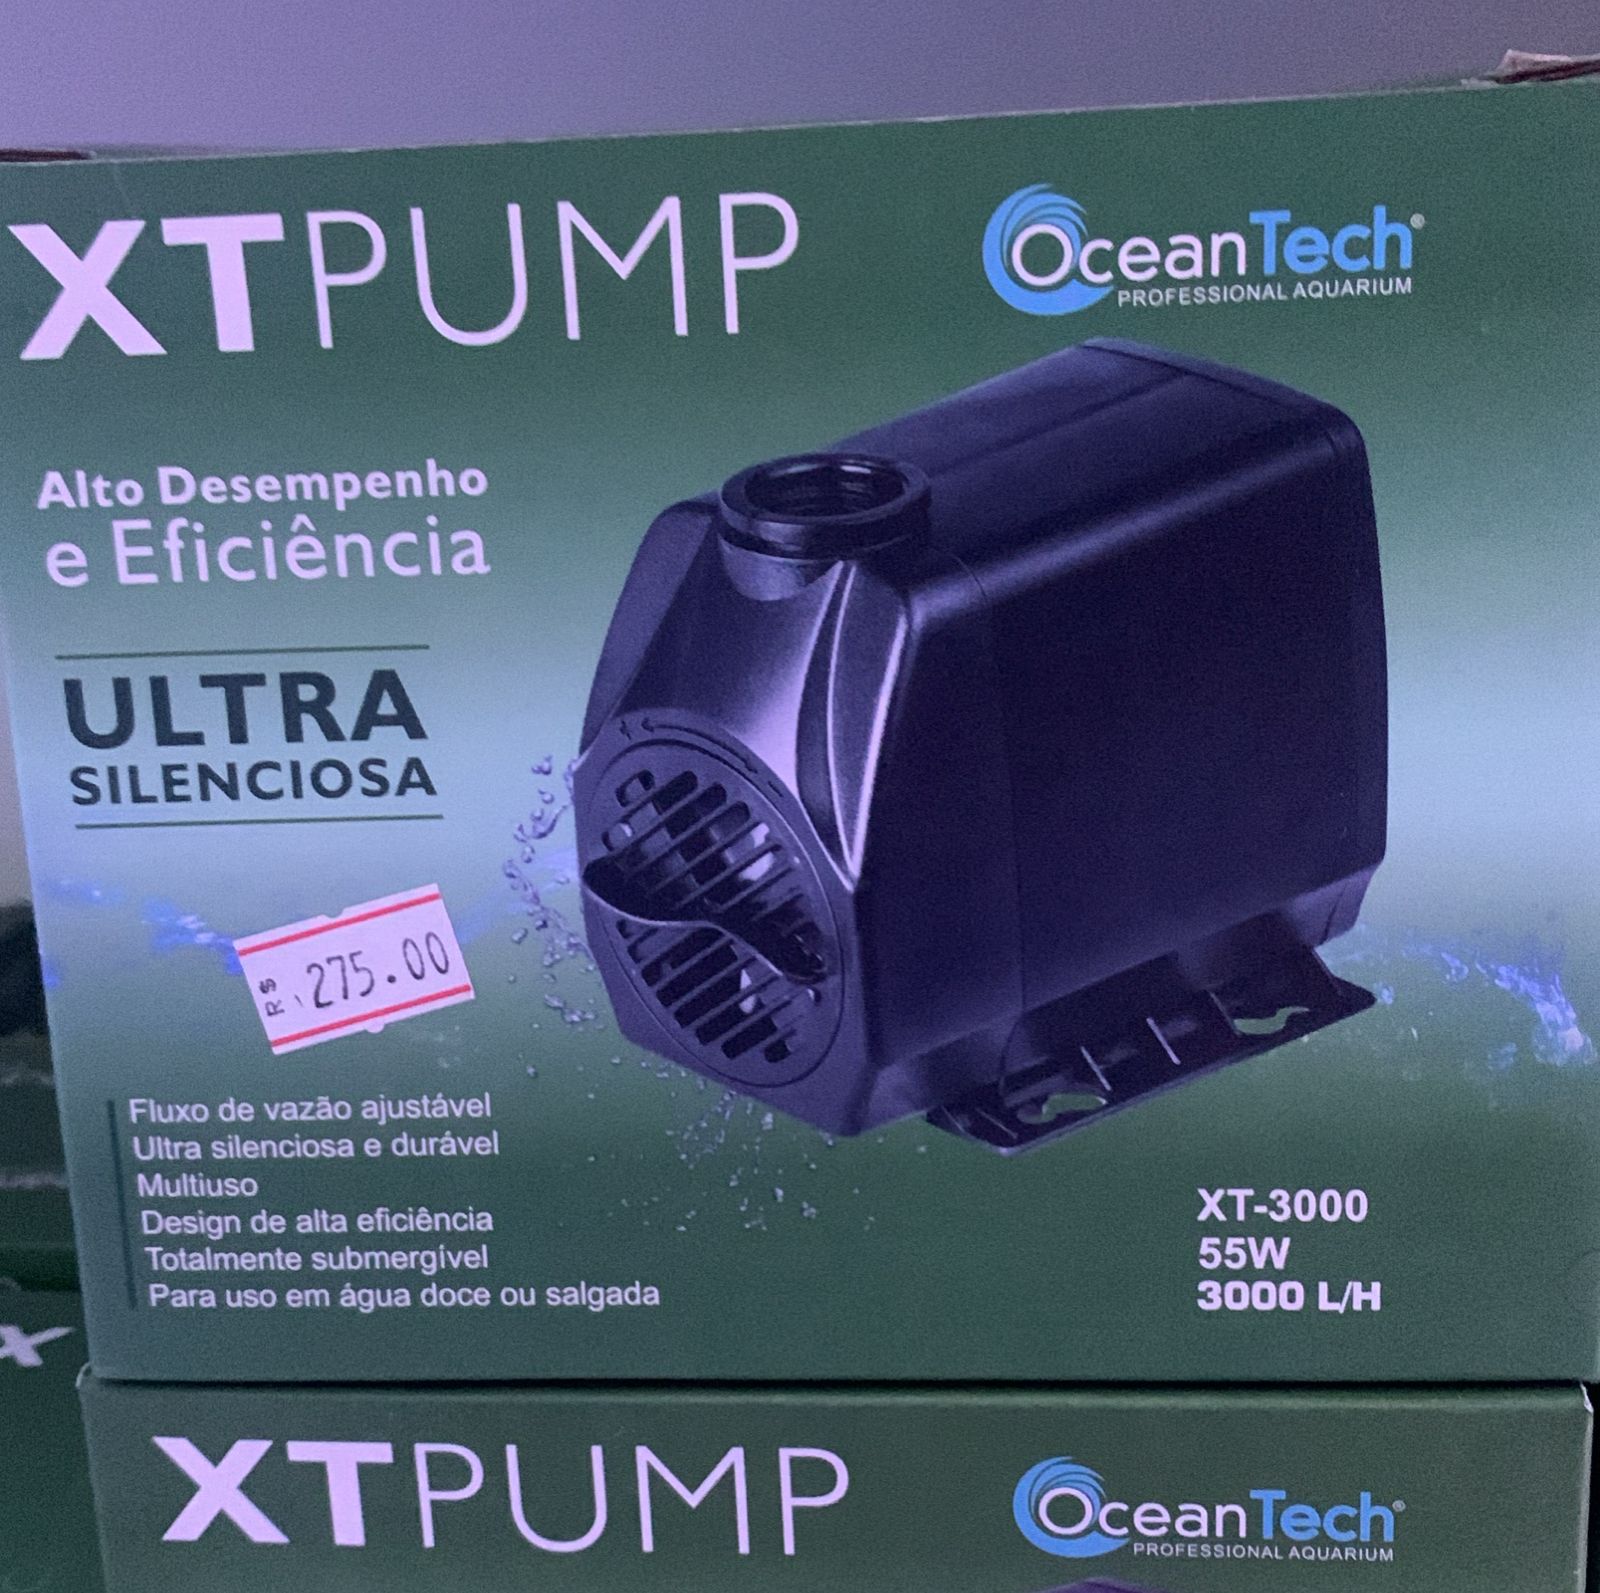 XTPUMP
OceanTech®
PROFESSIONAL AQUARIUM
Alto Desempenho
e Eficiência
ULTRA
SILENCIOSA
R$ 275.00
Fluxo de vazão ajustável
Ultra silenciosa e durável
Multiuso
Design de alta eficiência
Totalmente submergível
Para uso em água doce ou salgada
XT-3000
55W
3000 L/H
XTPUMP
OceanTech®
PROFESSIONAL AQUARIUM